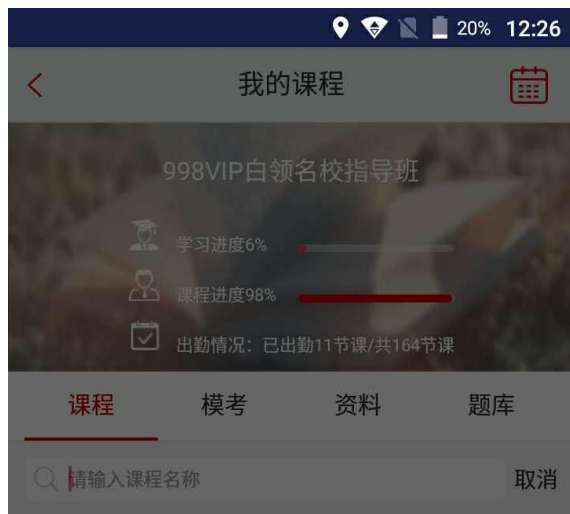 20% 12:26
我的课程
998VIP白领名校指导班
学习进度6%
课程进度98%
出勤情况：已出勤11节课/共164节课
课程 模考 资料 题库
请输入课程名称 取消